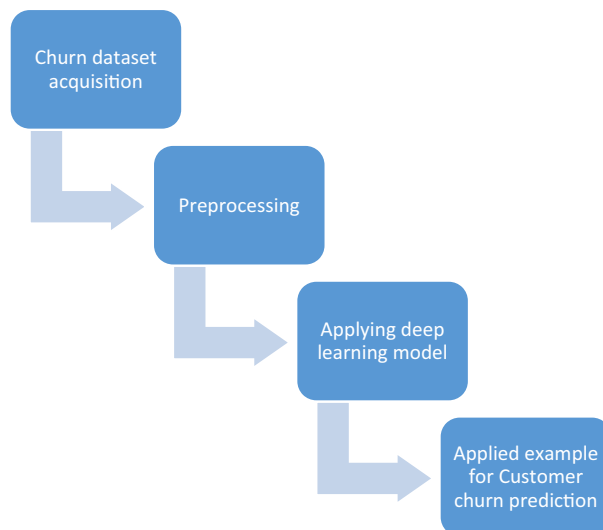 Churn dataset
acquisition
Preprocessing
Applying deep
learning model
Applied example
for Customer
churn prediction